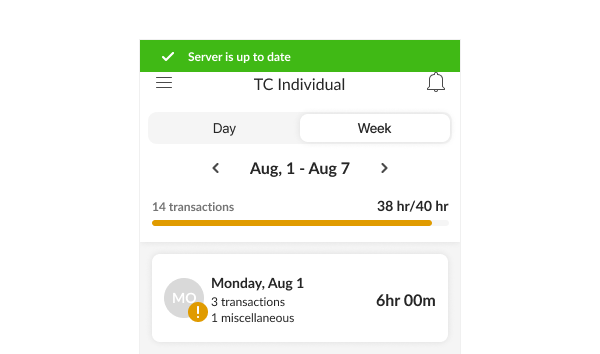 Server is up to date
TC Individual
Day Week
Aug, 1 - Aug 7
14 transactions 38 hr/40 hr
MO
Monday, Aug 1
3 transactions
1 miscellaneous
6hr 00m